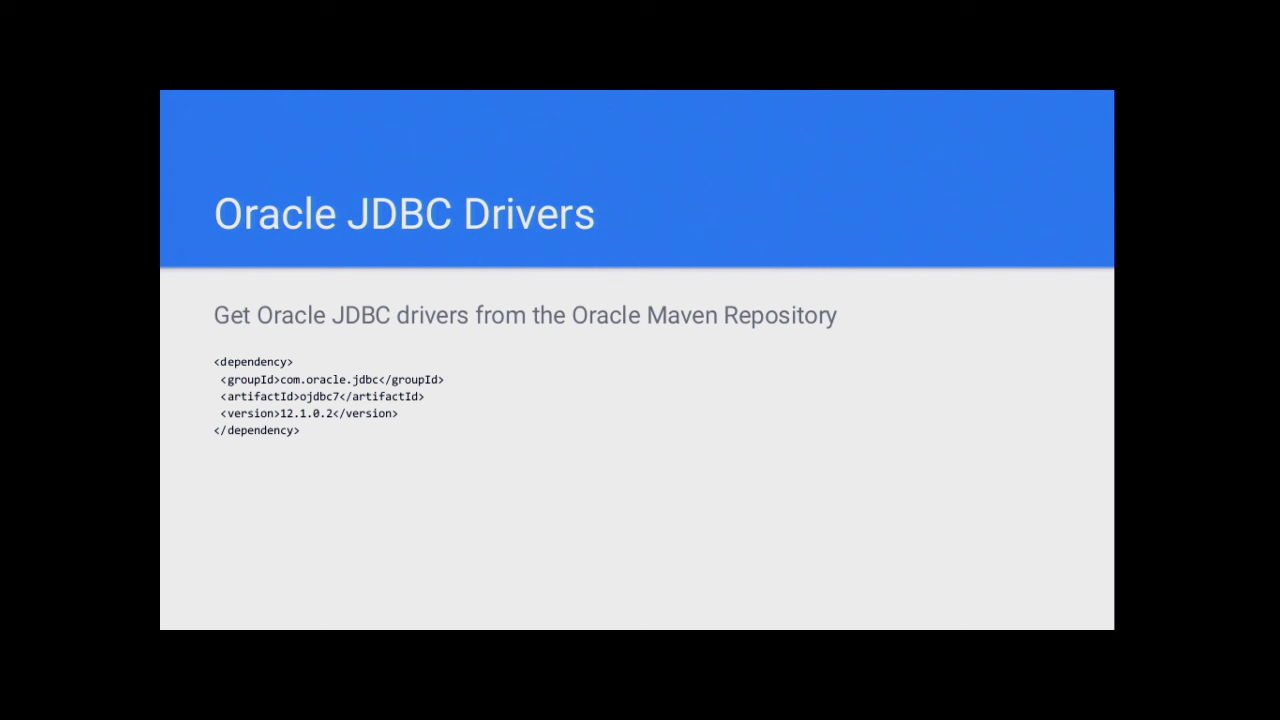 Oracle JDBC Drivers
Get Oracle JDBC drivers from the Oracle Maven Repository
<dependency>
<groupId>com.oracle.jdbc</groupId>
<artifactId>ojdbc7</artifactId>
<version>12.1.0.2</version>
</dependency>